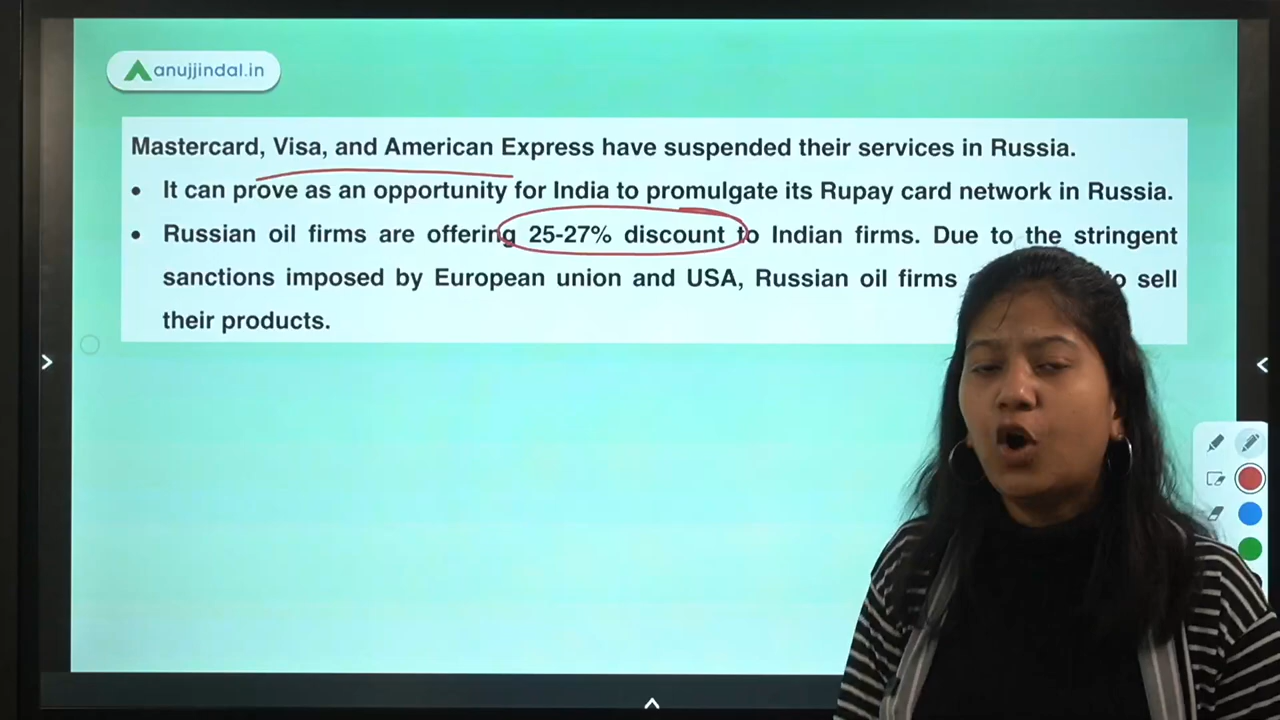 anujjindal.in
Mastercard, Visa, and American Express have suspended their services in Russia.
• It can prove as an opportunity for India to promulgate its Rupay card network in Russia.
• Russian oil firms are offering 25-27% discount to Indian firms. Due to the stringent
sanctions imposed by European union and USA, Russian oil firms to sell
their products.